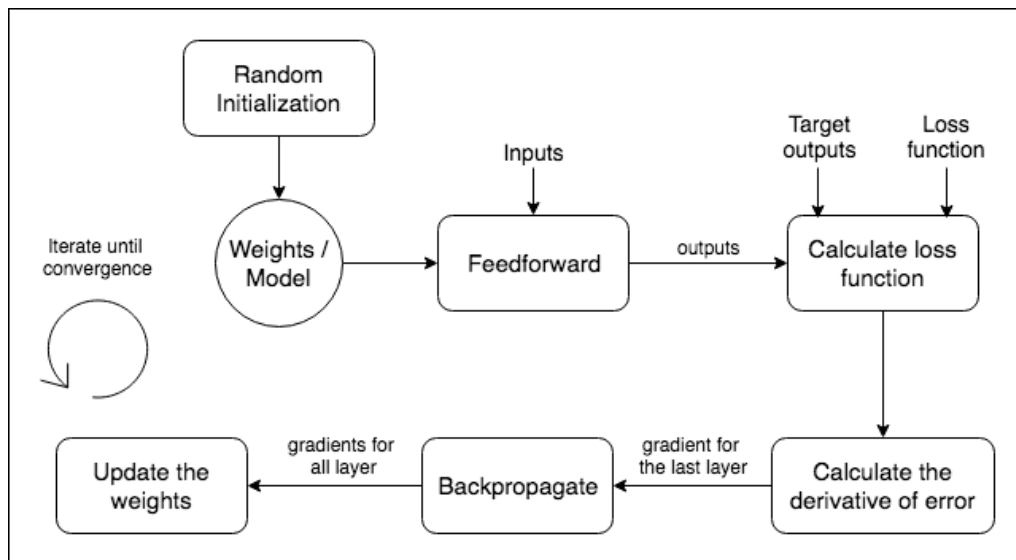 Random
Initialization
Inputs
Target
outputs
Loss
function
Iterate until
convergence
Weights /
Model
Feedforward
outputs
Calculate loss
function
Update the
weights
gradients for
all layer
Backpropagate
gradient for
the last layer
Calculate the
derivative of error